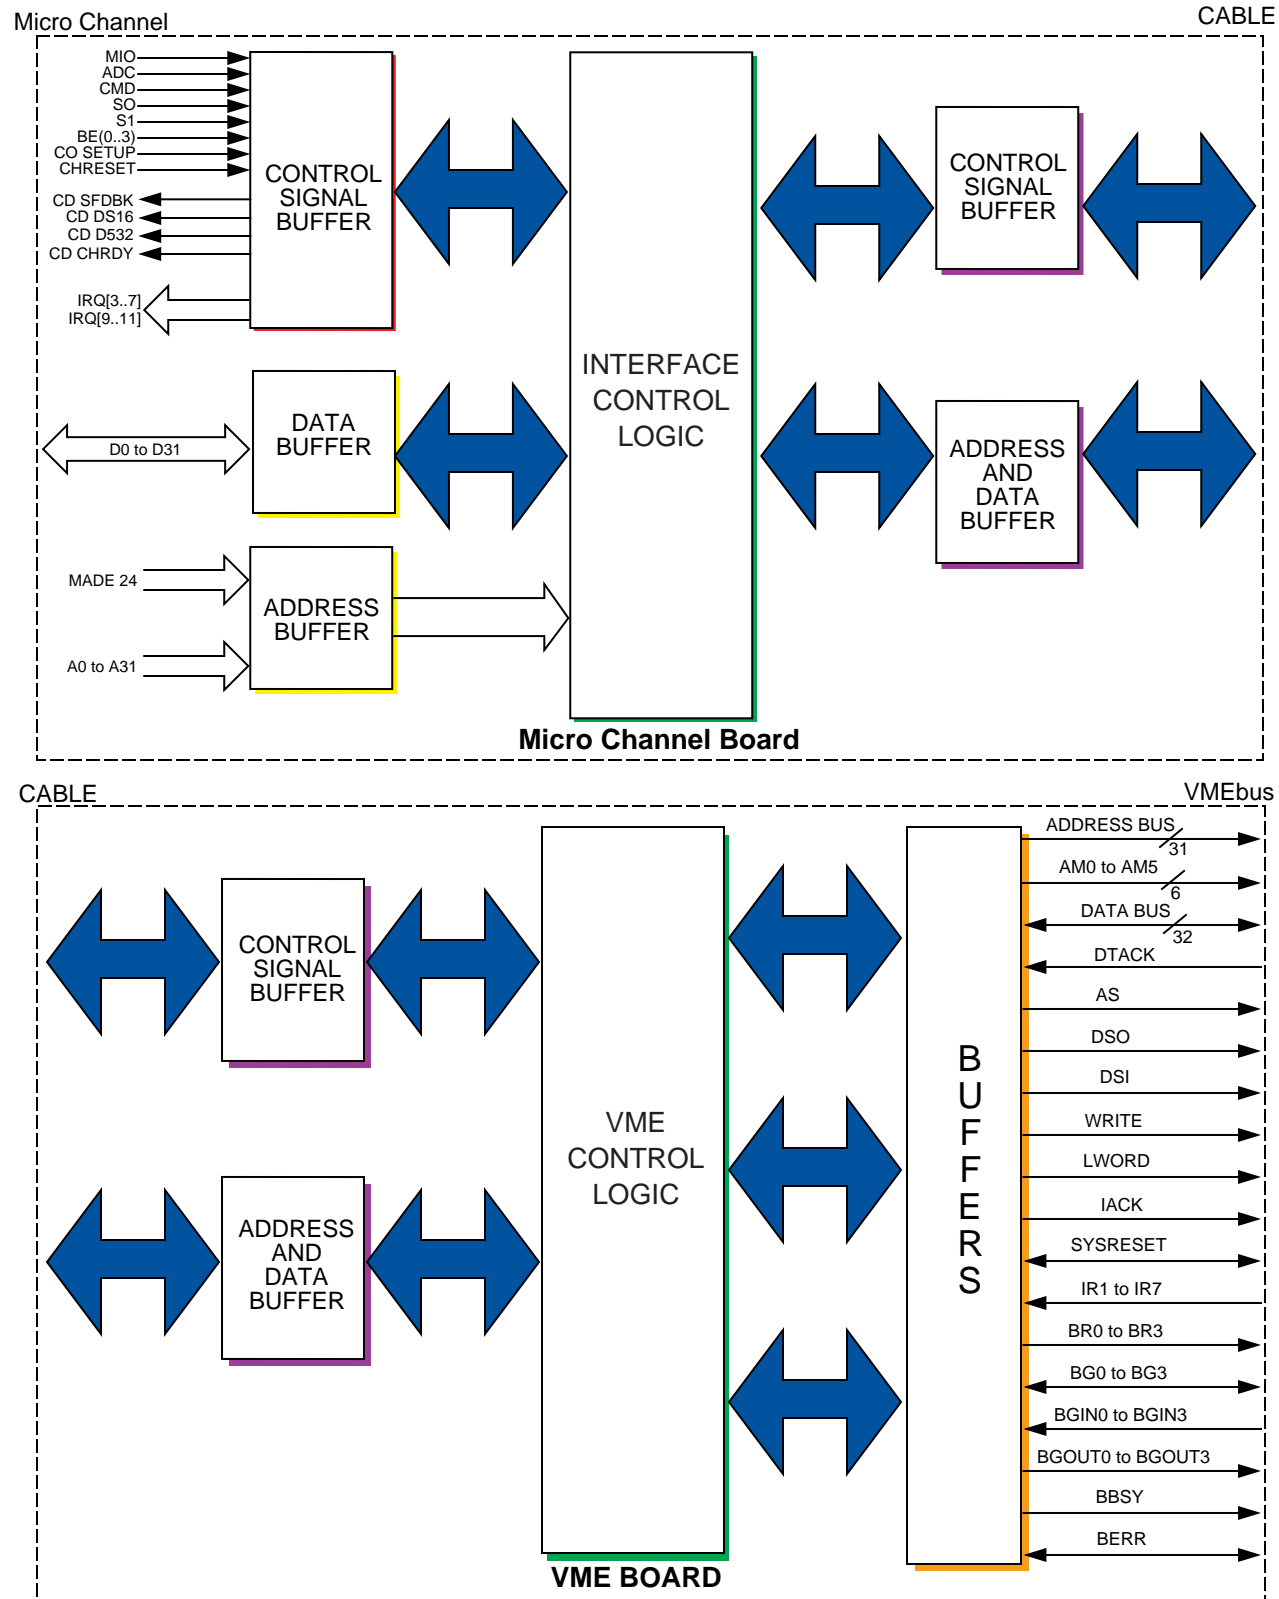 Micro Channel
CABLE
MIO
ADC
CMD
SO
S1
BE(0..3)
CO SETUP
CHRESET
CD SFDBK
CD DS16
CD D532
CD CHRDY
IRQ[3..7]
IRQ[9..11]
CONTROL
SIGNAL
BUFFER
D0 to D31
DATA
BUFFER
MADE 24
A0 to A31
ADDRESS
BUFFER
INTERFACE
CONTROL
LOGIC
CONTROL
SIGNAL
BUFFER
ADDRESS
AND
DATA
BUFFER
Micro Channel Board
CABLE
VMEbus
CONTROL
SIGNAL
BUFFER
ADDRESS
AND
DATA
BUFFER
VME
CONTROL
LOGIC
BUFFERS
ADDRESS BUS
31
AM0 to AM5
6
DATA BUS
32
DTACK
AS
DSO
DSI
WRITE
LWORD
IACK
SYSRESET
IR1 to IR7
BR0 to BR3
BG0 to BG3
BGIN0 to BGIN3
BGOUT0 to BGOUT3
BBSY
BERR
VME BOARD